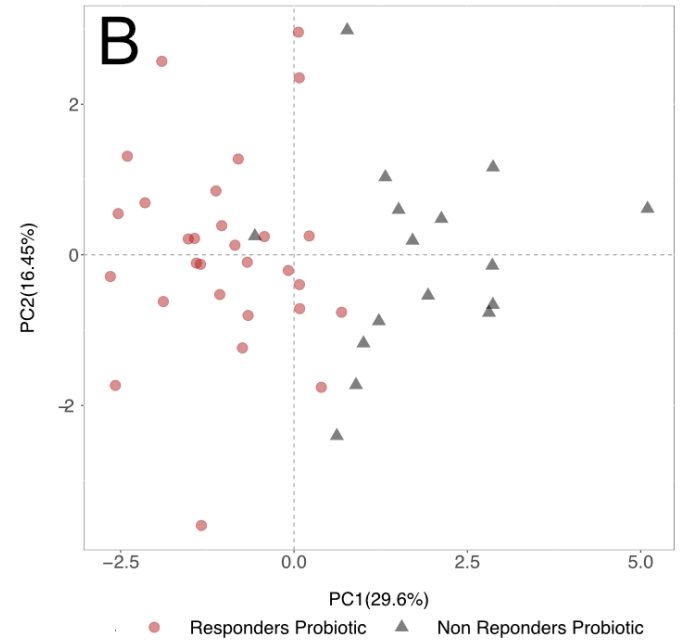 B
2
0
−2
PC2(16.45%)
−2.5 0.0 2.5 5.0
PC1(29.6%)
Responders Probiotic Non Reponders Probiotic